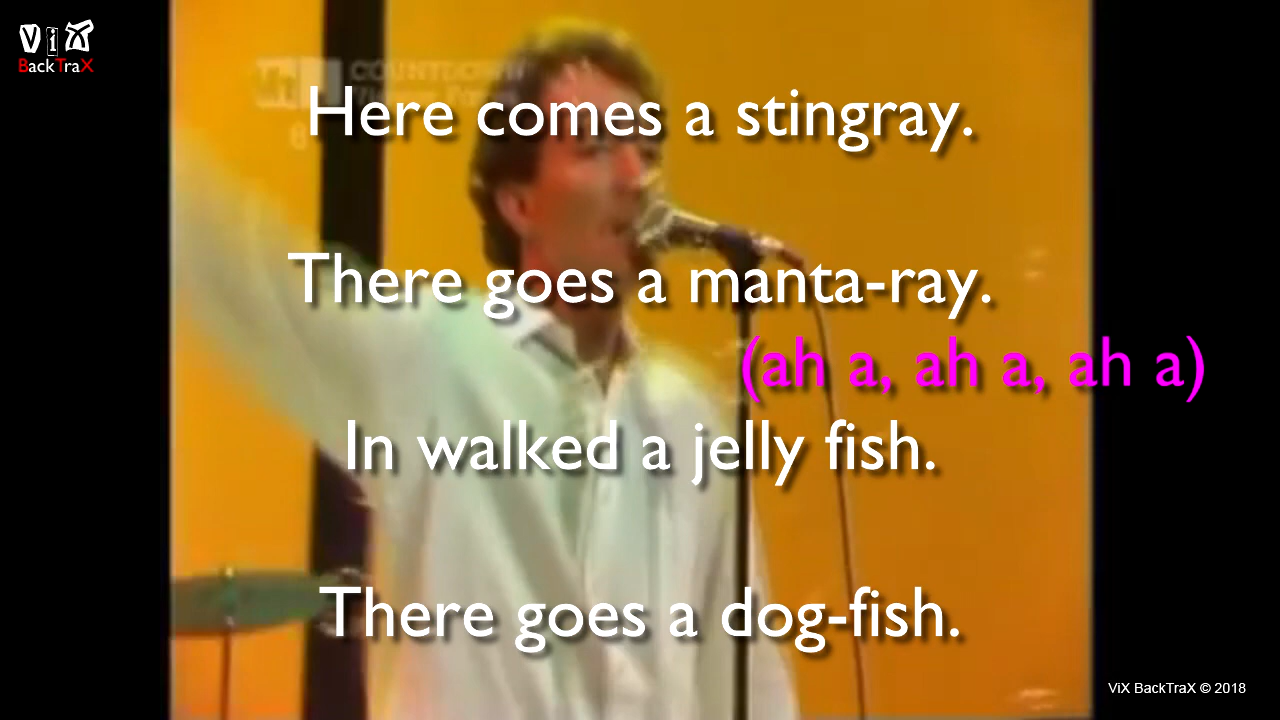 ViX
BackTraX
COUNTDOWN
Here comes a stingray.
There goes a manta-ray.
(ah a, ah a, ah a)
In walked a jelly fish.
There goes a dog-fish.
ViX BackTraX © 2018